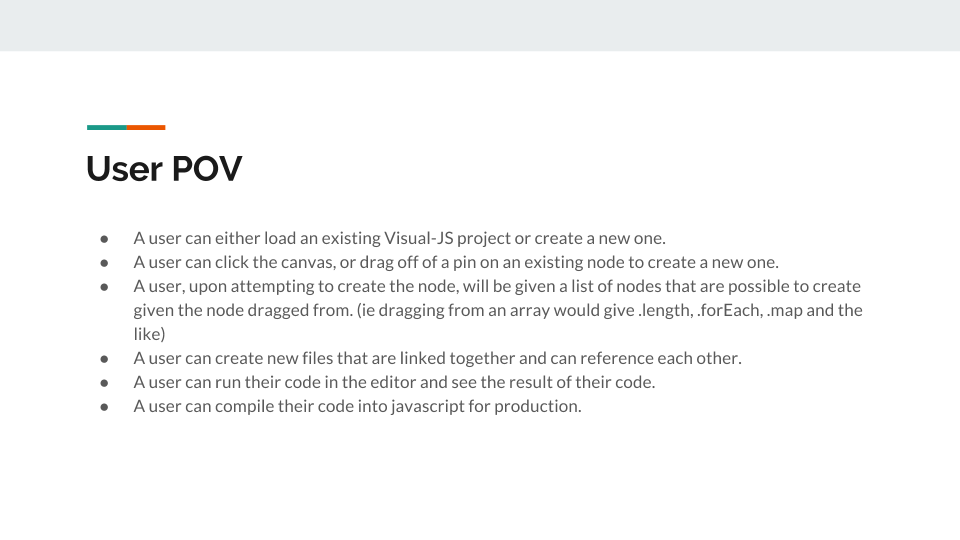 User POV
● A user can either load an existing Visual-JS project or create a new one.
● A user can click the canvas, or drag off of a pin on an existing node to create a new one.
● A user, upon attempting to create the node, will be given a list of nodes that are possible to create
given the node dragged from. (ie dragging from an array would give .length, .forEach, .map and the
like)
● A user can create new files that are linked together and can reference each other.
● A user can run their code in the editor and see the result of their code.
● A user can compile their code into javascript for production.